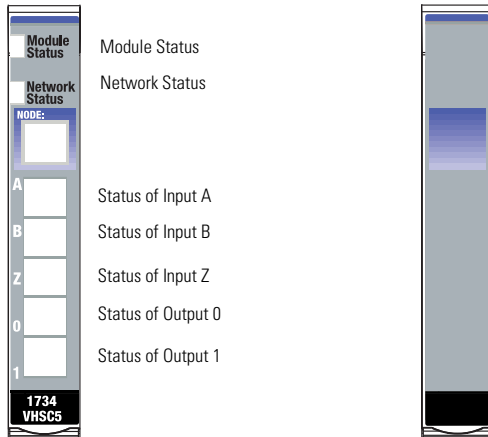 Module
Status
Module Status
Network
Status
Network Status
NODE:
A
Status of Input A
B
Status of Input B
Z
Status of Input Z
0
Status of Output 0
1
Status of Output 1
1734
VHSC5